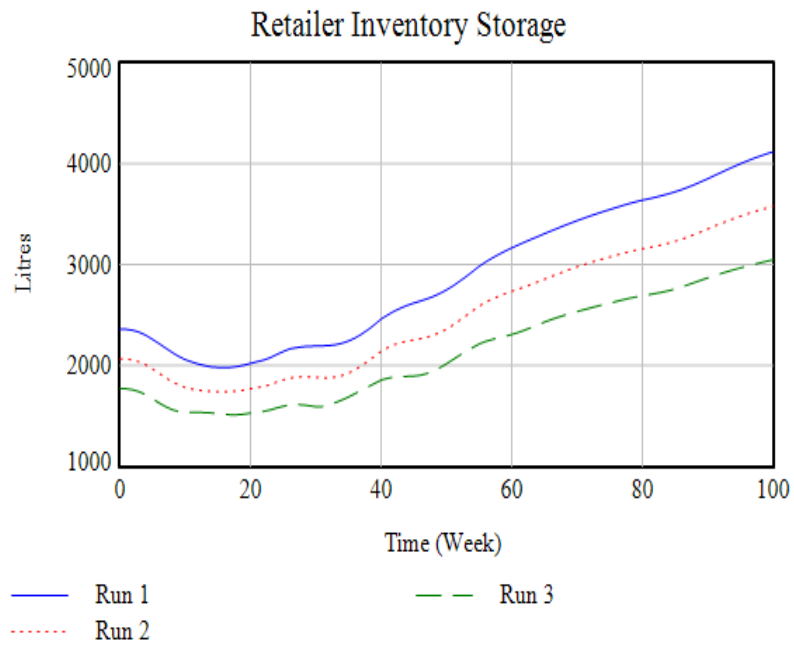 Retailer Inventory Storage
5000
4000
3000
2000
1000
Litres
0 20 40 60 80 100
Time (Week)
Run 1 Run 3
Run 2